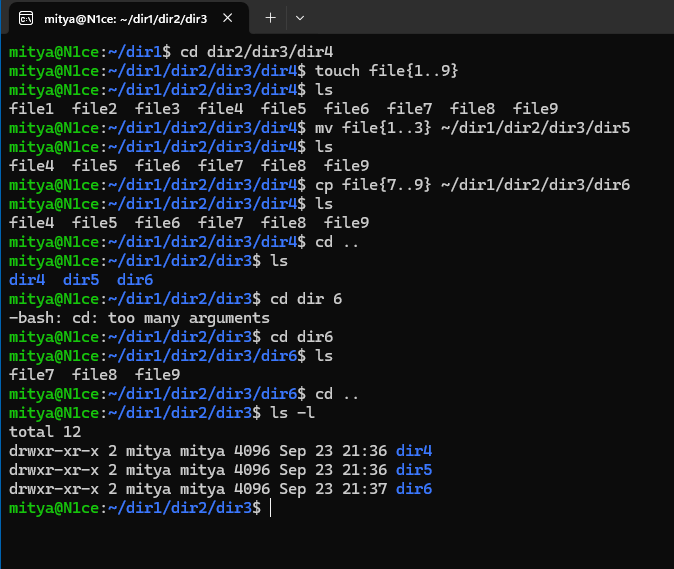 mitya@N1ce: ~/dir1/dir2/dir3
mitya@N1ce:~/dir1$ cd dir2/dir3/dir4
mitya@N1ce:~/dir1/dir2/dir3/dir4$ touch file{1..9}
mitya@N1ce:~/dir1/dir2/dir3/dir4$ ls
file1  file2  file3  file4  file5  file6  file7  file8  file9
mitya@N1ce:~/dir1/dir2/dir3/dir4$ mv file{1..3} ~/dir1/dir2/dir3/dir5
mitya@N1ce:~/dir1/dir2/dir3/dir4$ ls
file4  file5  file6  file7  file8  file9
mitya@N1ce:~/dir1/dir2/dir3/dir4$ cp file{7..9} ~/dir1/dir2/dir3/dir6
mitya@N1ce:~/dir1/dir2/dir3/dir4$ ls
file4  file5  file6  file7  file8  file9
mitya@N1ce:~/dir1/dir2/dir3/dir4$ cd ..
mitya@N1ce:~/dir1/dir2/dir3$ ls
dir4  dir5  dir6
mitya@N1ce:~/dir1/dir2/dir3$ cd dir 6
-bash: cd: too many arguments
mitya@N1ce:~/dir1/dir2/dir3$ cd dir6
mitya@N1ce:~/dir1/dir2/dir3/dir6$ ls
file7  file8  file9
mitya@N1ce:~/dir1/dir2/dir3/dir6$ cd ..
mitya@N1ce:~/dir1/dir2/dir3$ ls -l
total 12
drwxr-xr-x 2 mitya mitya 4096 Sep 23 21:36 dir4
drwxr-xr-x 2 mitya mitya 4096 Sep 23 21:36 dir5
drwxr-xr-x 2 mitya mitya 4096 Sep 23 21:37 dir6
mitya@N1ce:~/dir1/dir2/dir3$